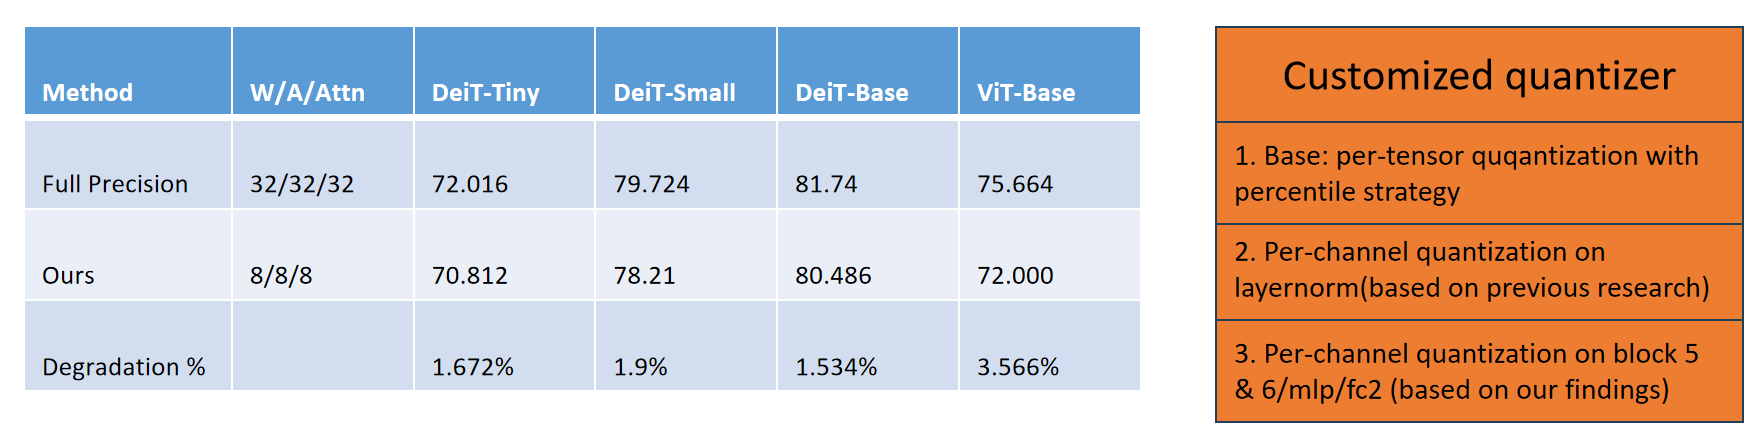 Method W/A/Attn DeiT-Tiny DeiT-Small DeiT-Base ViT-Base
Full Precision 32/32/32 72.016 79.724 81.74 75.664
Ours 8/8/8 70.812 78.21 80.486 72.000
Degradation % 1.672% 1.9% 1.534% 3.566%
Customized quantizer
1. Base: per-tensor quqantization with
percentile strategy
2. Per-channel quantization on
layernorm(based on previous research)
3. Per-channel quantization on block 5
& 6/mlp/fc2 (based on our findings)